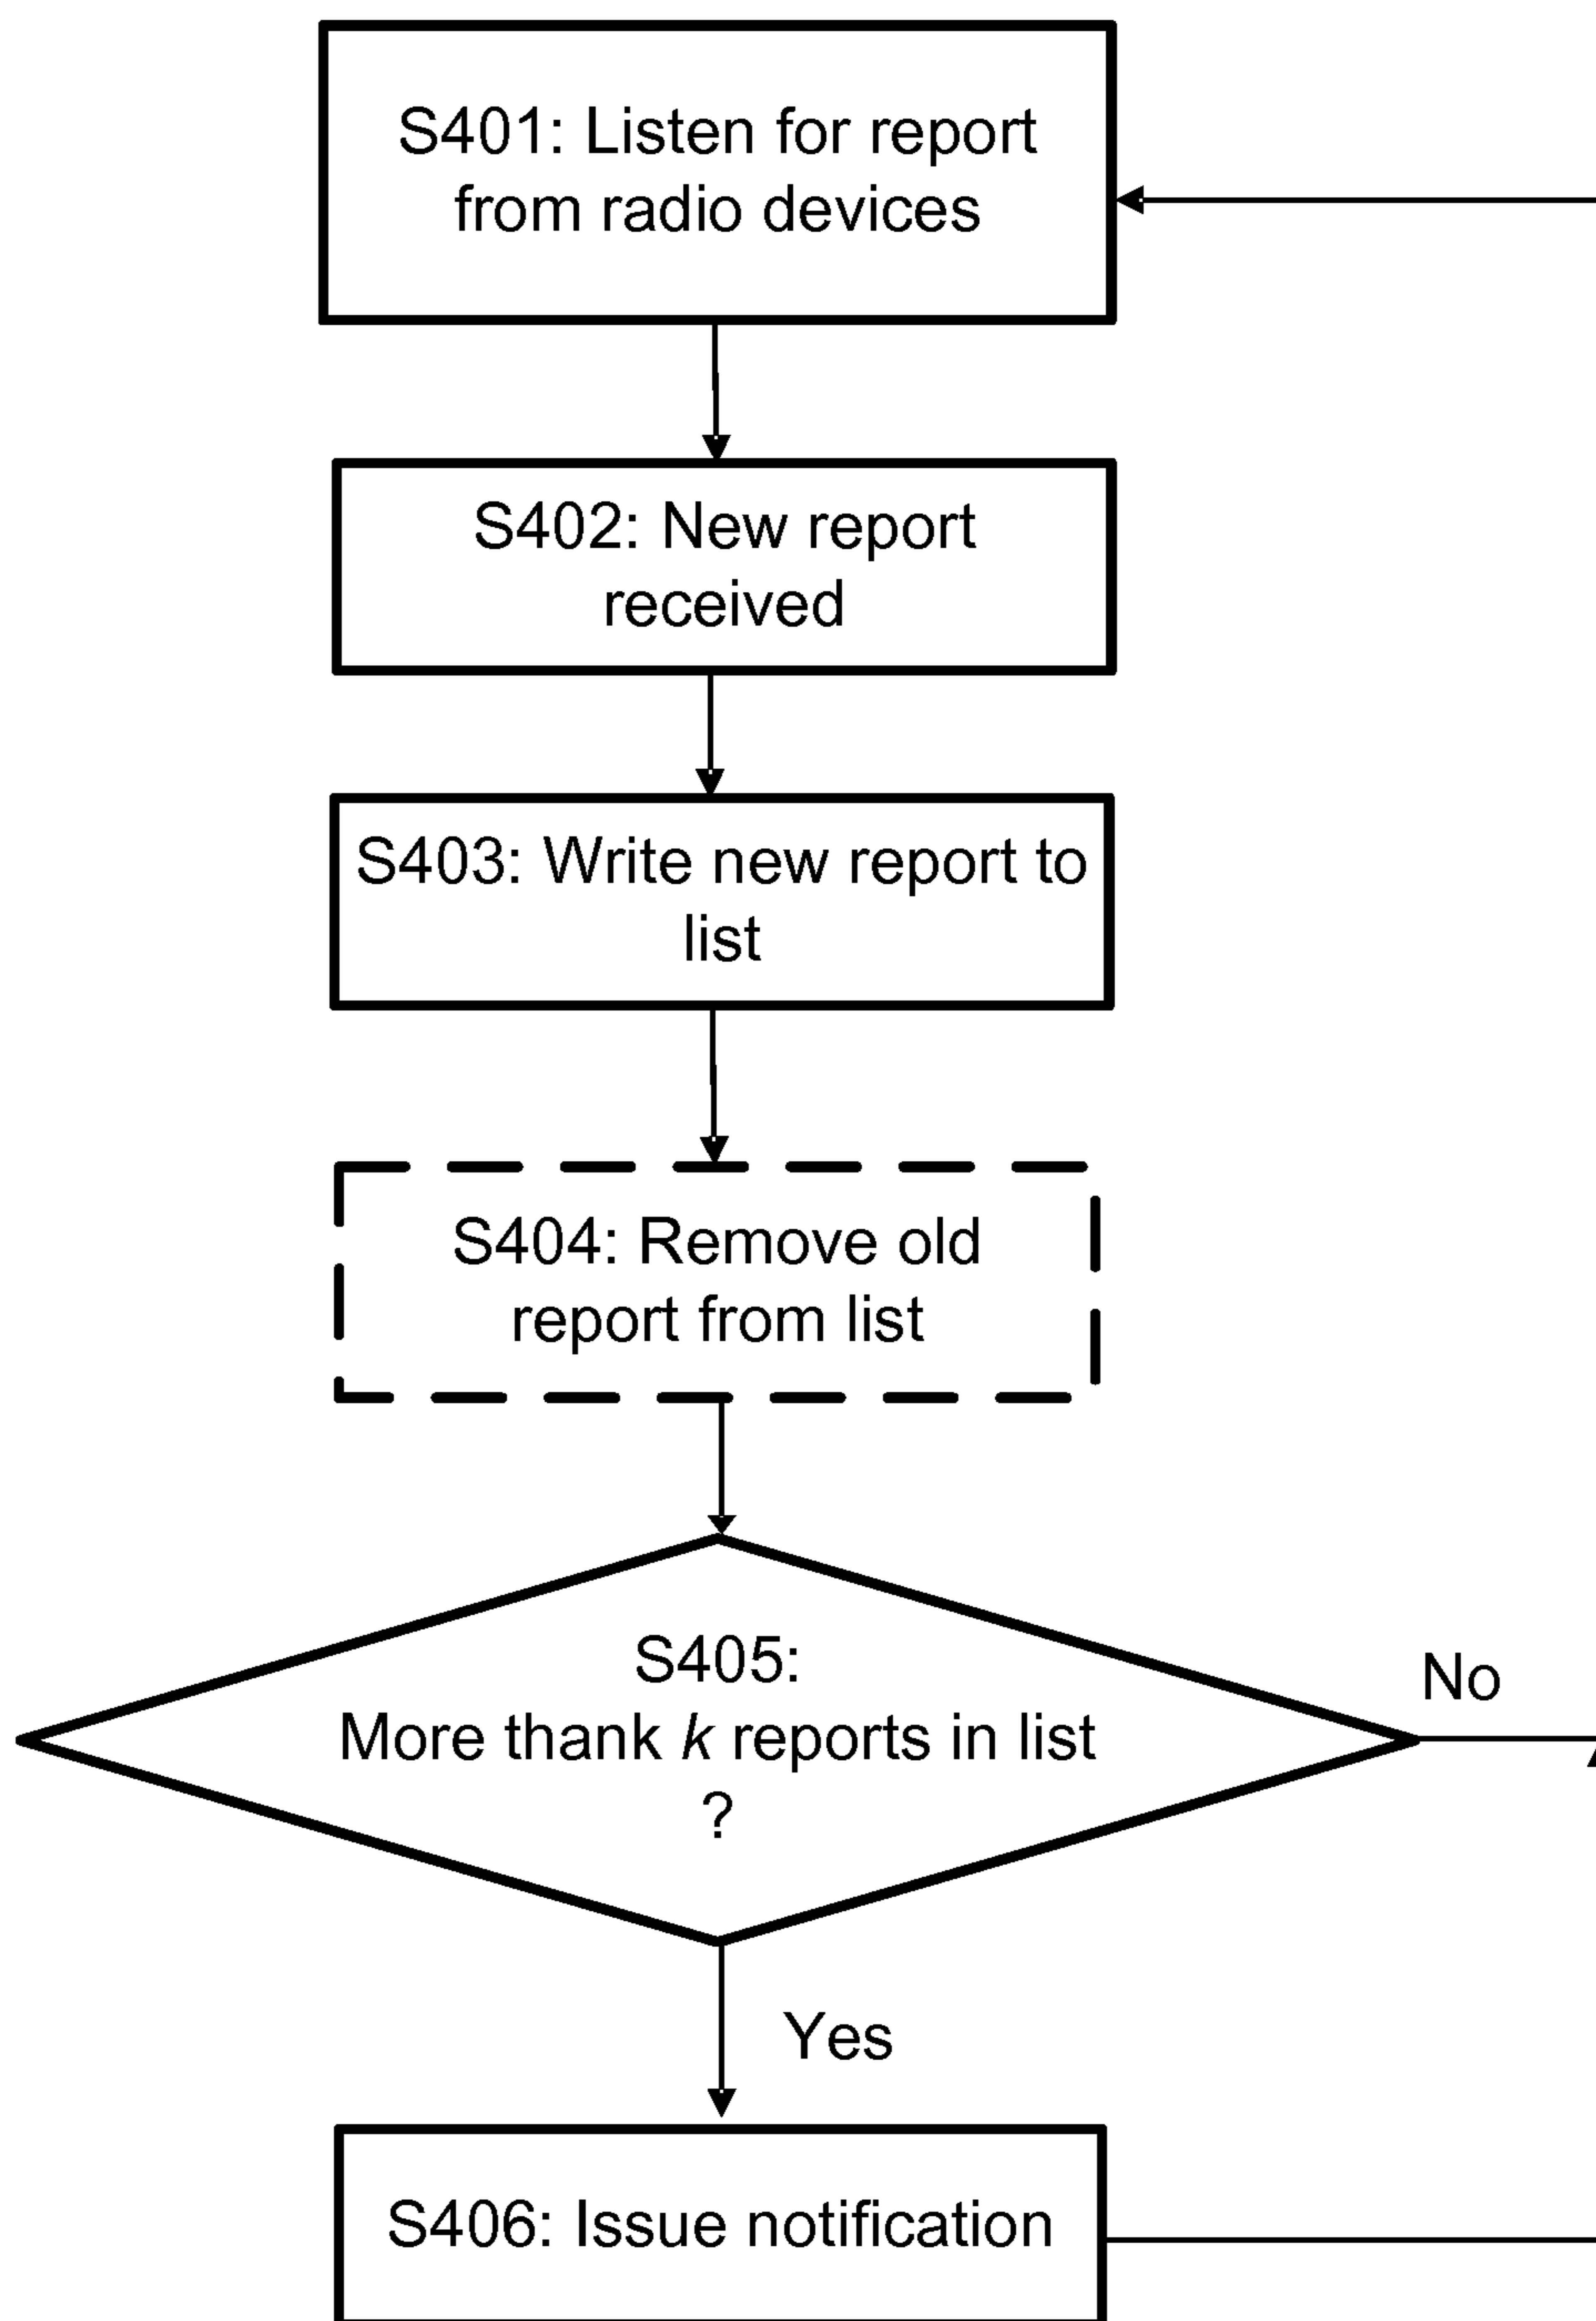 S401: Listen for report
from radio devices
S402: New report
received
S403: Write new report to
list
S404: Remove old
report from list
S405:
More thank k reports in list
?
No
Yes
S406: Issue notification